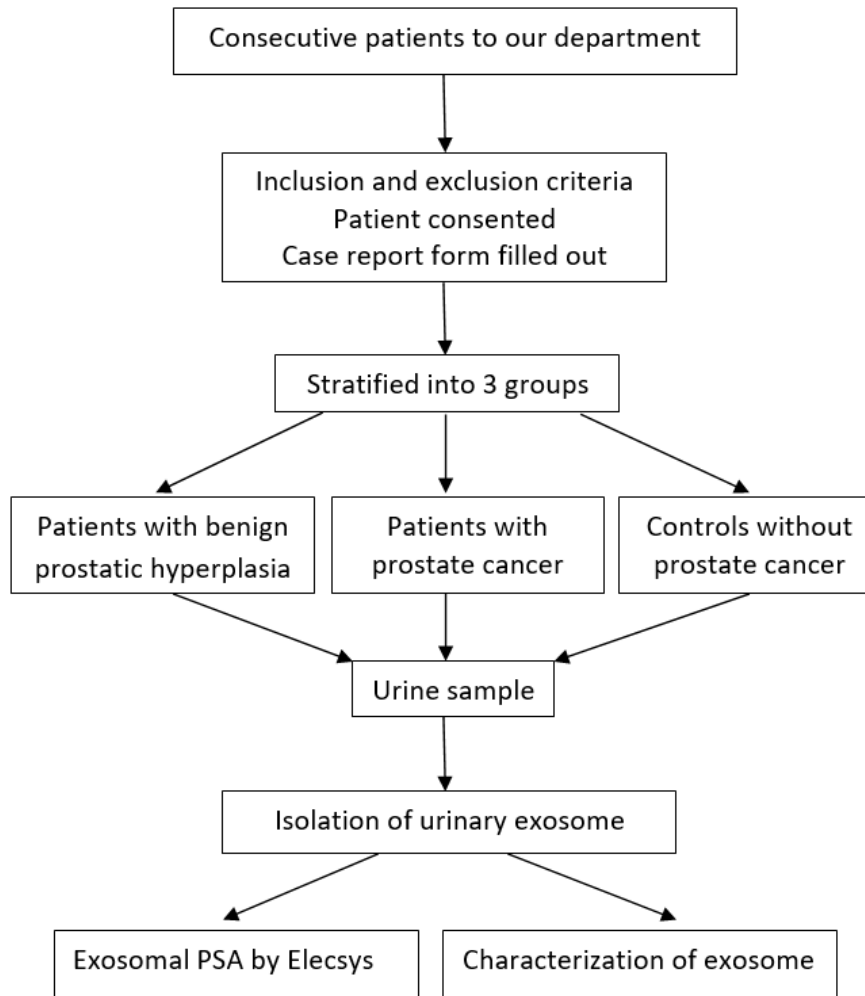 Consecutive patients to our department
Inclusion and exclusion criteria
Patient consented
Case report form filled out
Stratified into 3 groups
Patients with benign
prostatic hyperplasia
Patients with
prostate cancer
Controls without
prostate cancer
Urine sample
Isolation of urinary exosome
Exosomal PSA by Elecsys
Characterization of exosome